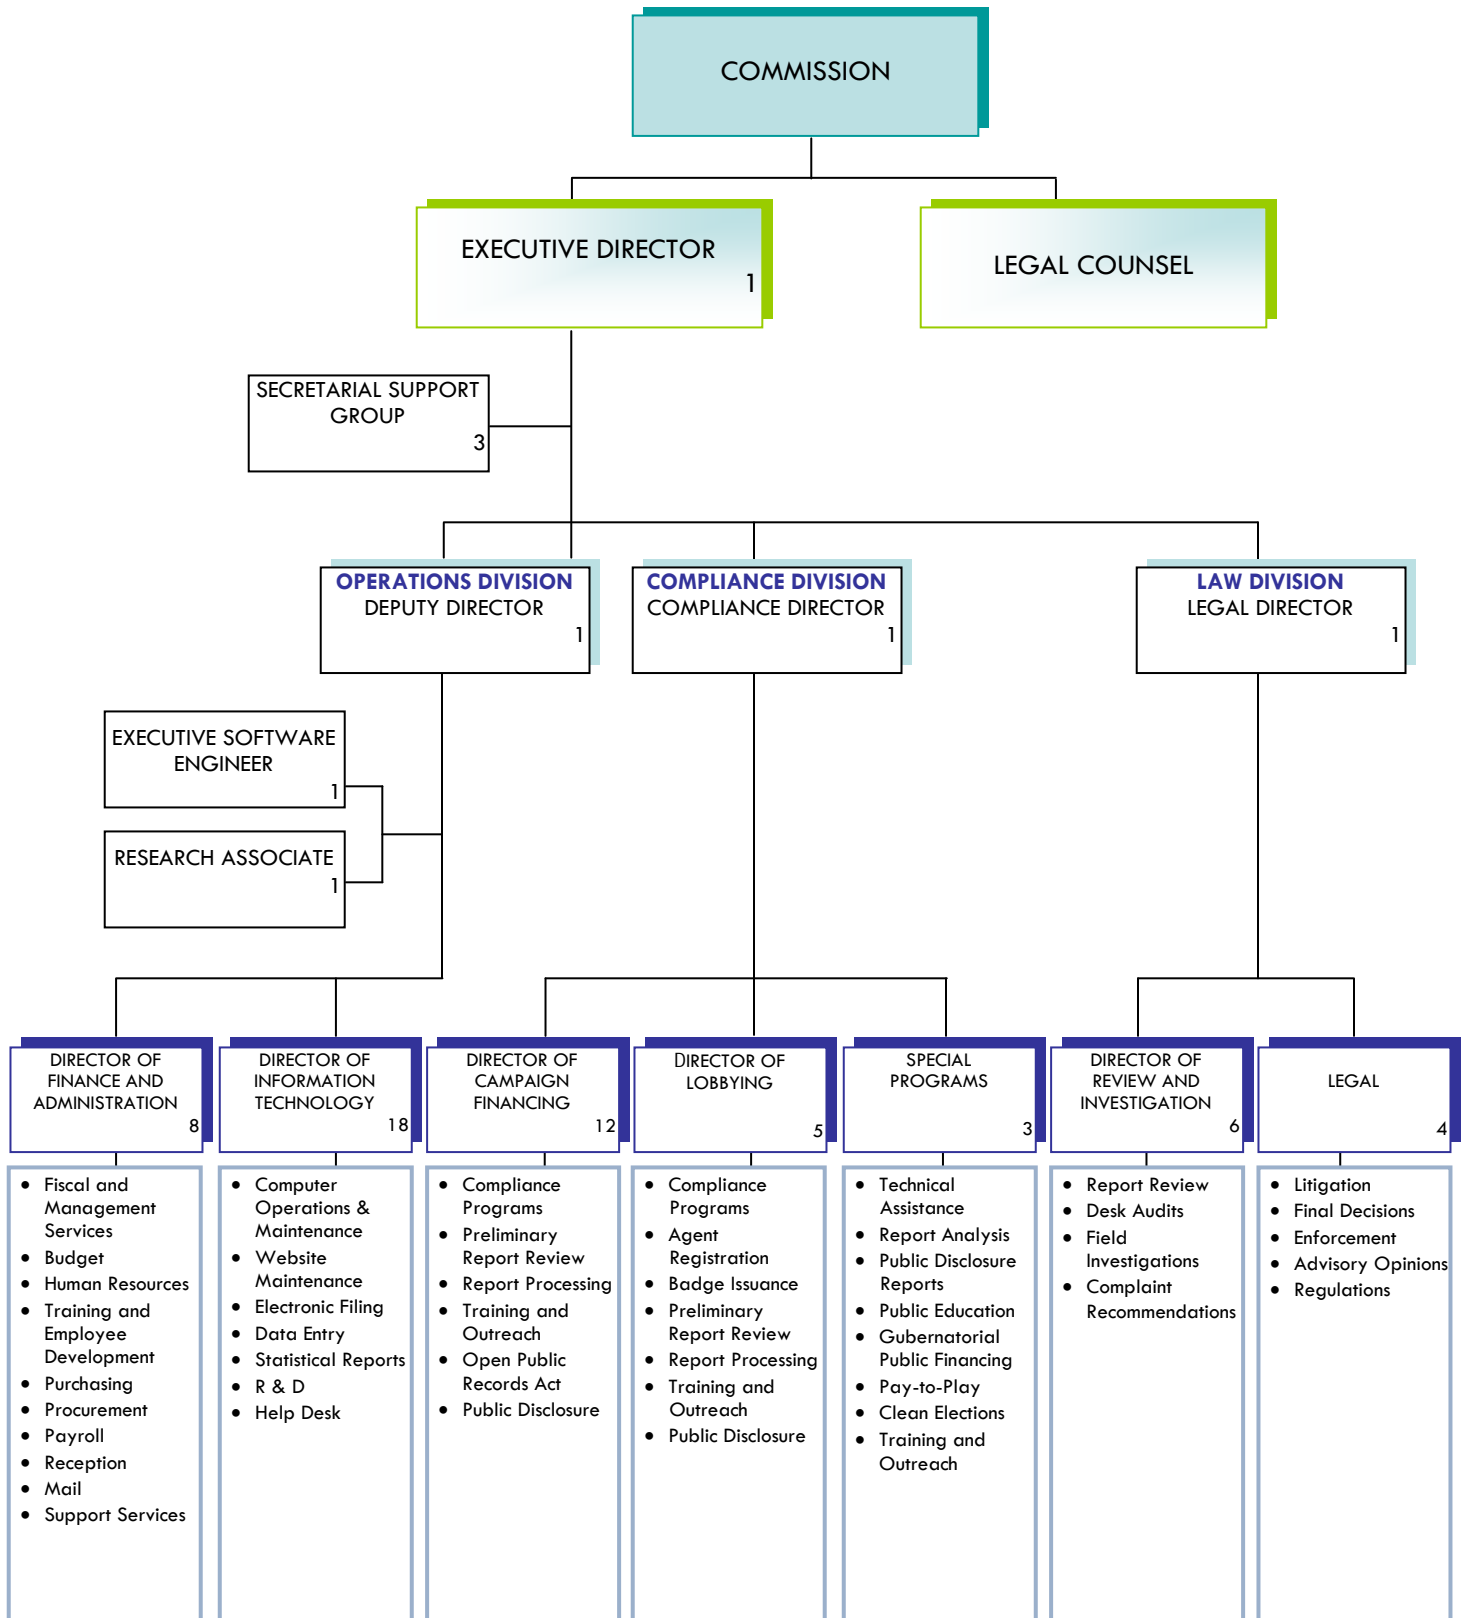 COMMISSION
EXECUTIVE DIRECTOR
1
LEGAL COUNSEL
SECRETARIAL SUPPORT
GROUP
3
OPERATIONS DIVISION
DEPUTY DIRECTOR
1
COMPLIANCE DIVISION
COMPLIANCE DIRECTOR
1
LAW DIVISION
LEGAL DIRECTOR
1
EXECUTIVE SOFTWARE
ENGINEER
1
RESEARCH ASSOCIATE
1
DIRECTOR OF
FINANCE AND
ADMINISTRATION
8
DIRECTOR OF
INFORMATION
TECHNOLOGY
18
DIRECTOR OF
CAMPAIGN
FINANCING
12
DIRECTOR OF
LOBBYING
5
SPECIAL
PROGRAMS
3
DIRECTOR OF
REVIEW AND
INVESTIGATION
6
LEGAL
4
• Fiscal and
Management
Services
• Budget
• Human Resources
• Training and
Employee
Development
• Purchasing
• Procurement
• Payroll
• Reception
• Mail
• Support Services
• Computer
Operations &
Maintenance
• Website
Maintenance
• Electronic Filing
• Data Entry
• Statistical Reports
• R & D
• Help Desk
• Compliance
Programs
• Preliminary
Report Review
• Report Processing
• Training and
Outreach
• Open Public
Records Act
• Public Disclosure
• Compliance
Programs
• Agent
Registration
• Badge Issuance
• Preliminary
Report Review
• Report Processing
• Training and
Outreach
• Public Disclosure
• Technical
Assistance
• Report Analysis
• Public Disclosure
Reports
• Public Education
• Gubernatorial
Public Financing
• Pay-to-Play
• Clean Elections
• Training and
Outreach
• Report Review
• Desk Audits
• Field
Investigations
• Complaint
Recommendations
• Litigation
• Final Decisions
• Enforcement
• Advisory Opinions
• Regulations